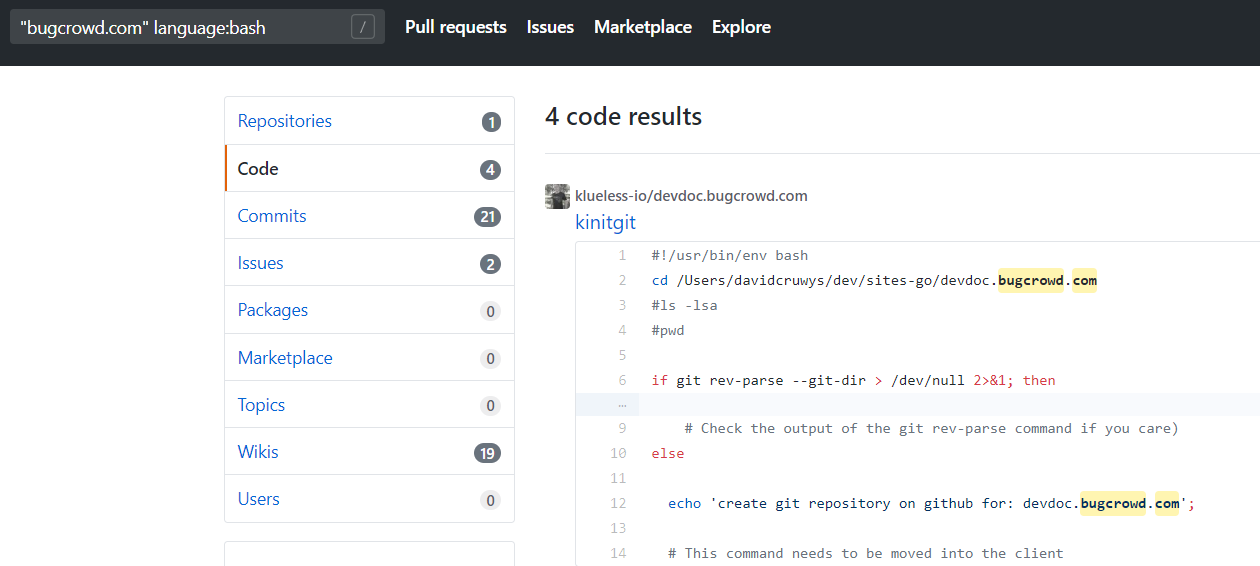 "bugcrowd.com" language:bash / Pull requests Issues Marketplace Explore
Repositories 1
Code 4
Commits 21
Issues 2
Packages 0
Marketplace 0
Topics 0
Wikis 19
Users 0
4 code results
klueless-io/devdoc.bugcrowd.com
kinitgit
1 #!/usr/bin/env bash
2 cd /Users/davidcruwys/dev/sites-go/devdoc.bugcrowd.com
3 #ls -lsa
4 #pwd
5
6 if git rev-parse --git-dir > /dev/null 2>&1; then
…
9 # Check the output of the git rev-parse command if you care)
10 else
11
12 echo 'create git repository on github for: devdoc.bugcrowd.com';
13
14 # This command needs to be moved into the client